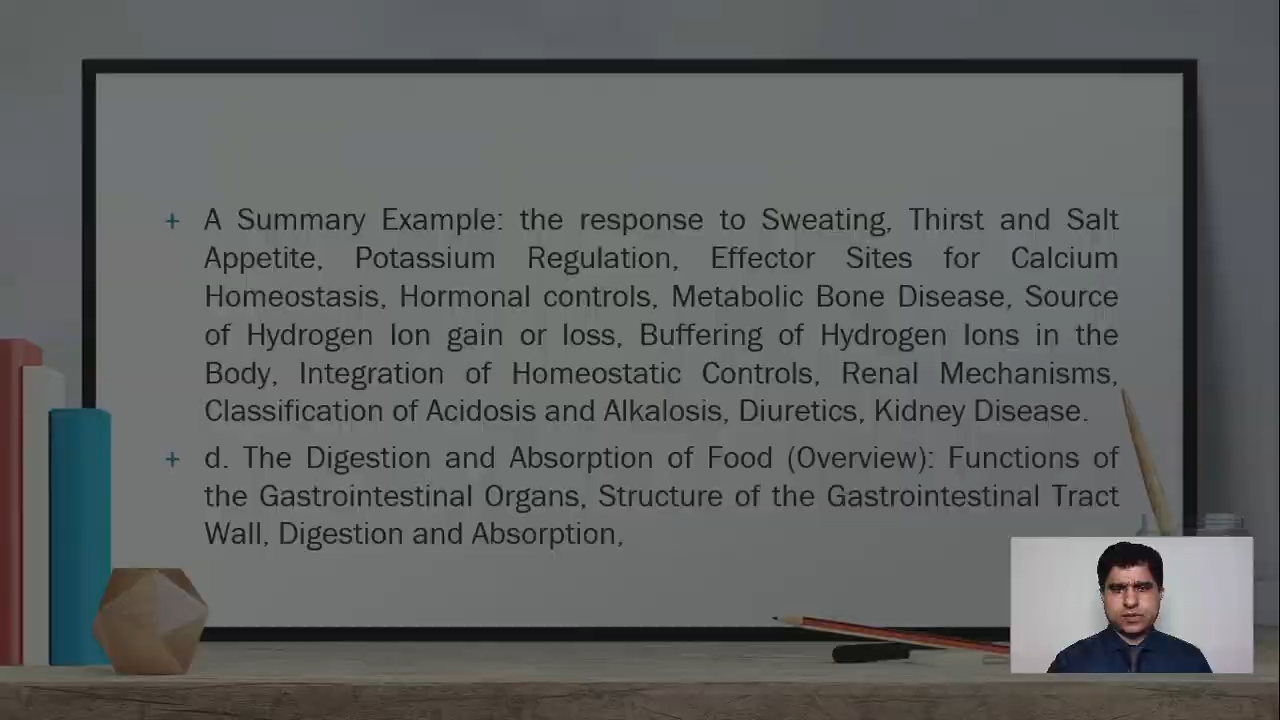 + A Summary Example: the response to Sweating, Thirst and Salt
Appetite, Potassium Regulation, Effector Sites for Calcium
Homeostasis, Hormonal controls, Metabolic Bone Disease, Source
of Hydrogen Ion gain or loss, Buffering of Hydrogen Ions in the
Body, Integration of Homeostatic Controls, Renal Mechanisms,
Classification of Acidosis and Alkalosis, Diuretics, Kidney Disease.
+ d. The Digestion and Absorption of Food (Overview): Functions of
the Gastrointestinal Organs, Structure of the Gastrointestinal Tract
Wall, Digestion and Absorption,